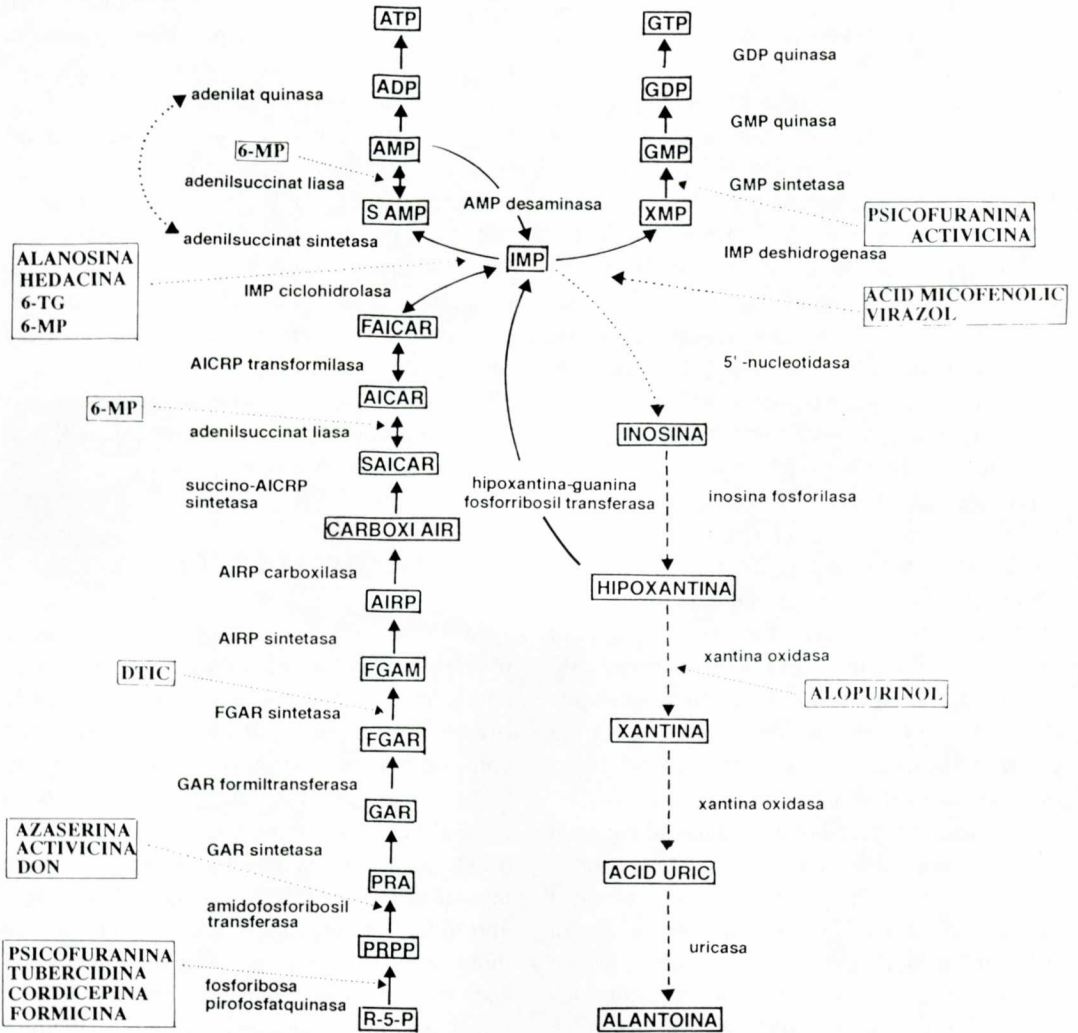 ATP
GTP
GDP quinasa
ADP
GDP
adenilat quinasa
GMP quinasa
6-MP
AMP
GMP
adenilsuccinat liasa
GMP sintetasa
S AMP
AMP desaminasa
XMP
PSICOFURANINA
ACTIVICINA
adenilsuccinat sintetasa
IMP
IMP deshidrogenasa
ALANOSINA
HEDACINA
6-TG
6-MP
IMP ciclohidrolasa
ACID MICOFENOLIC
VIRAZOL
FAICAR
AICRP transformilasa
5'-nucleotidasa
AICAR
6-MP
adenilsuccinat liasa
INOSINA
SAICAR
succino-AICRP
sintetasa
hipoxantina-guanina
fosforribosil transferasa
inosina fosforilasa
CARBOXI AIR
AIRP carboxilasa
HIPOXANTINA
AIRP
AIRP sintetasa
xantina oxidasa
DTIC
FGAM
ALOPURINOL
FGAR sintetasa
FGAR
XANTINA
GAR formiltransferasa
GAR
xantina oxidasa
AZASERINA
ACTIVICINA
DON
GAR sintetasa
PRA
ACID URIC
amidofosforibosil
transferasa
PRPP
uricasa
PSICOFURANINA
TUBERCIDINA
CORDICEPINA
FORMICINA
fosforibosa
pirofosfatquinasa
R-5-P
ALANTOINA